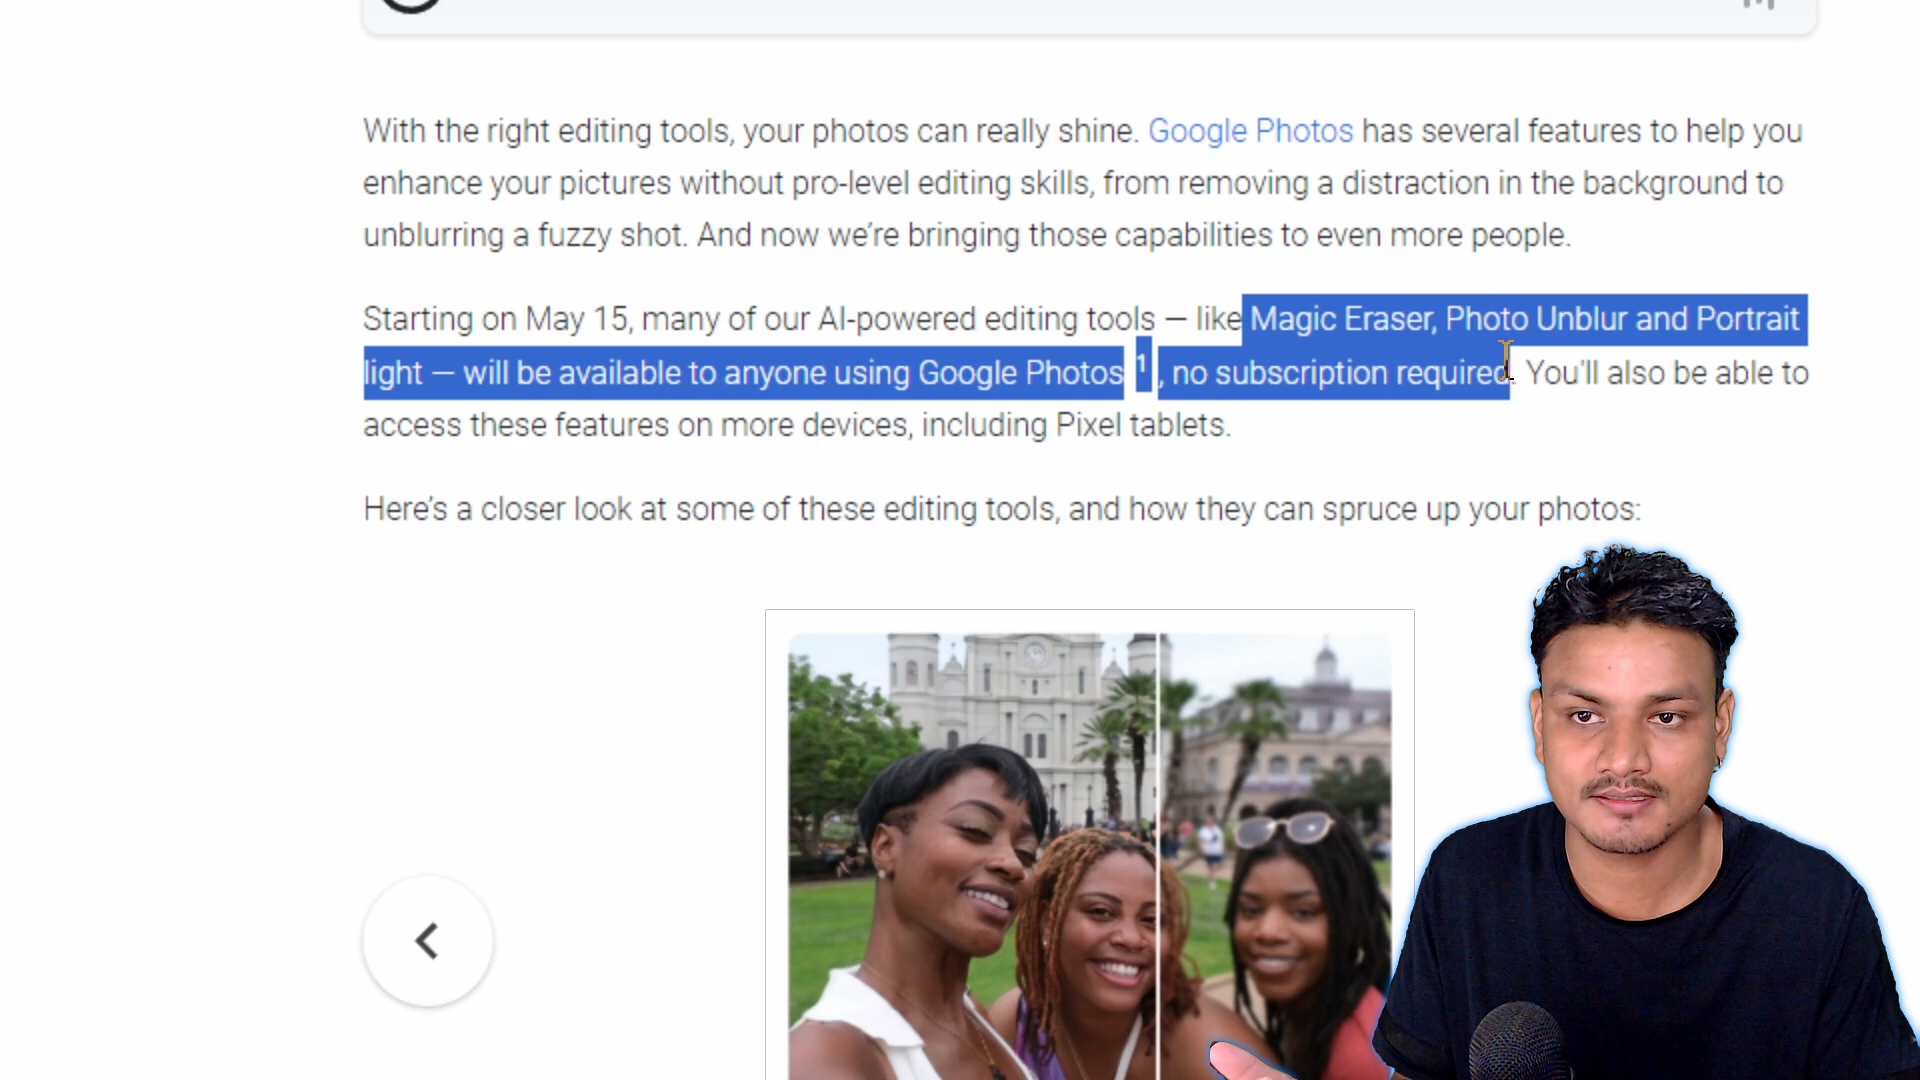 With the right editing tools, your photos can really shine. Google Photos has several features to help you
enhance your pictures without pro-level editing skills, from removing a distraction in the background to
unblurring a fuzzy shot. And now we're bringing those capabilities to even more people.
Starting on May 15, many of our AI-powered editing tools — like Magic Eraser, Photo Unblur and Portrait
light — will be available to anyone using Google Photos 1 , no subscription required. You'll also be able to
access these features on more devices, including Pixel tablets.
Here's a closer look at some of these editing tools, and how they can spruce up your photos: